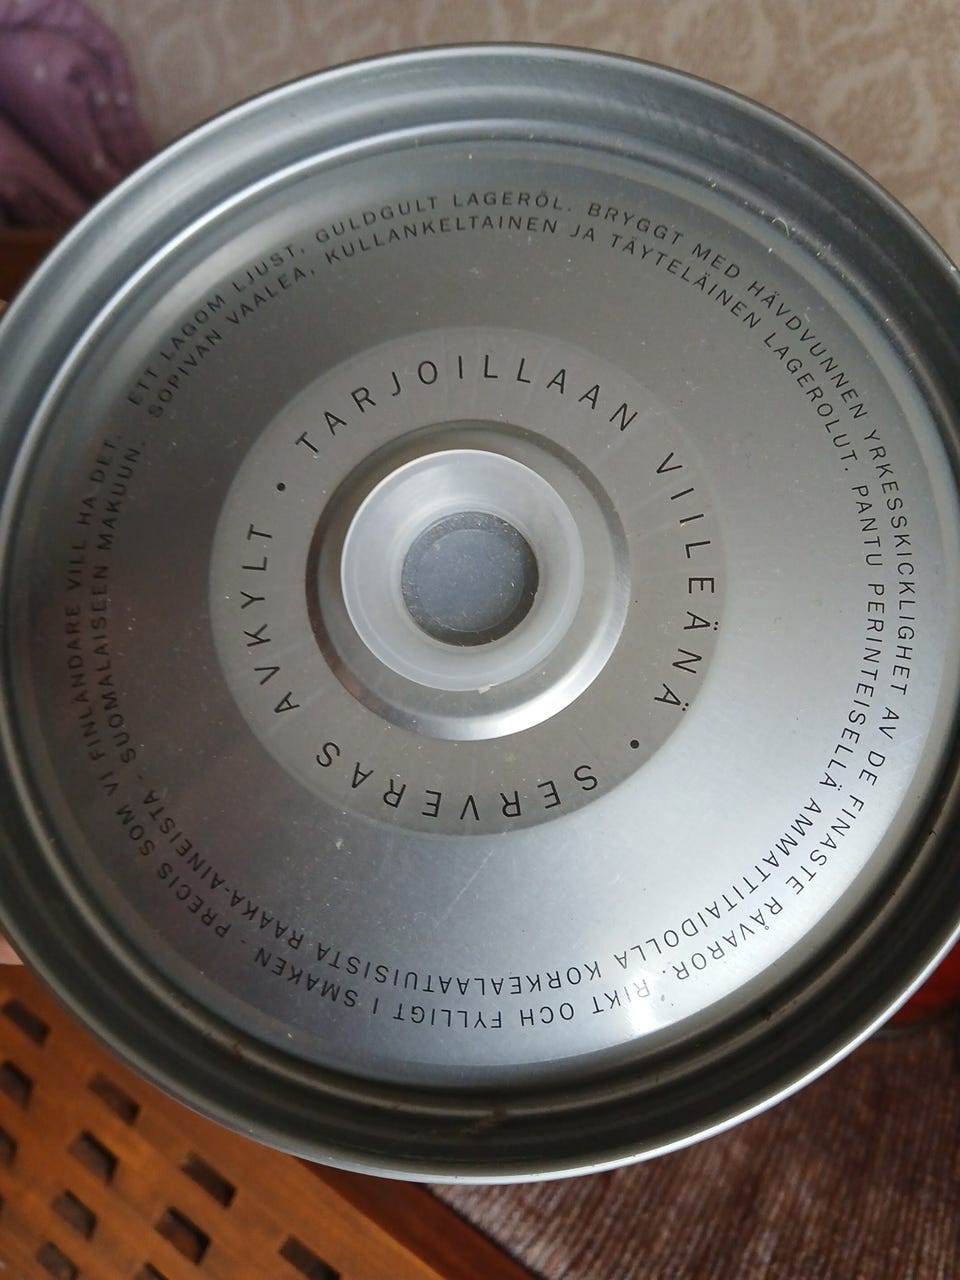 ETT LAGOM LJUST, GULDGULT LAGERÖL. BRYGGT MED HÄVDVUNNEN YRKESSKICKLIGHET AV DE FINASTE RÅVAROR. RIKT OCH FYLLIGT I SMAKEN - PRECIS SOM VI FINLÄNDARE VILL HA DET.
SOPIVAN VAALEA, KULLANKELTAINEN JA TÄYTELÄINEN LAGEROLUT. PANTU PERINTEISELLÄ AMMATTITAIDOLLA KORKEALAATUISISTA RAAKA-AINEISTA - SUOMALAISEEN MAKUUN.
• TARJOILLAAN VIILEÄNÄ • SERVERAS AVKYLT